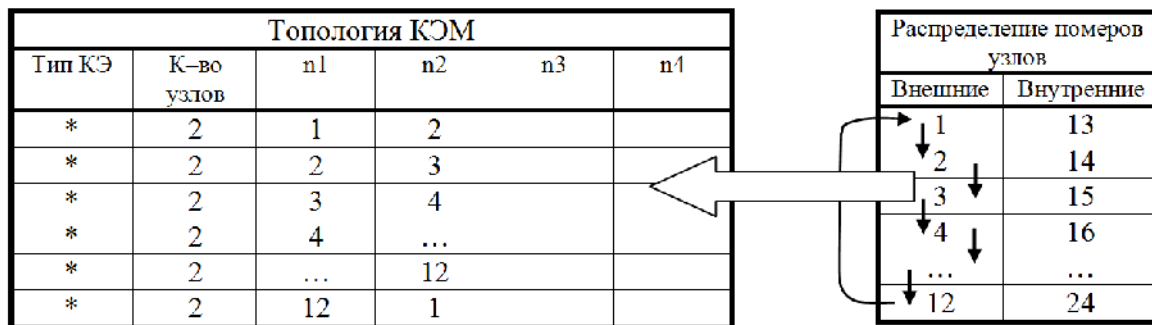 Топология КЭМ
Тип КЭ К–во узлов n1 n2 n3 n4
* 2 1 2
* 2 2 3
* 2 3 4
* 2 4 ...
* 2 ... 12
* 2 12 1
Распределение номеров
узлов
Внешние Внутренние
1 13
2 14
3 15
4 16
... ...
12 24